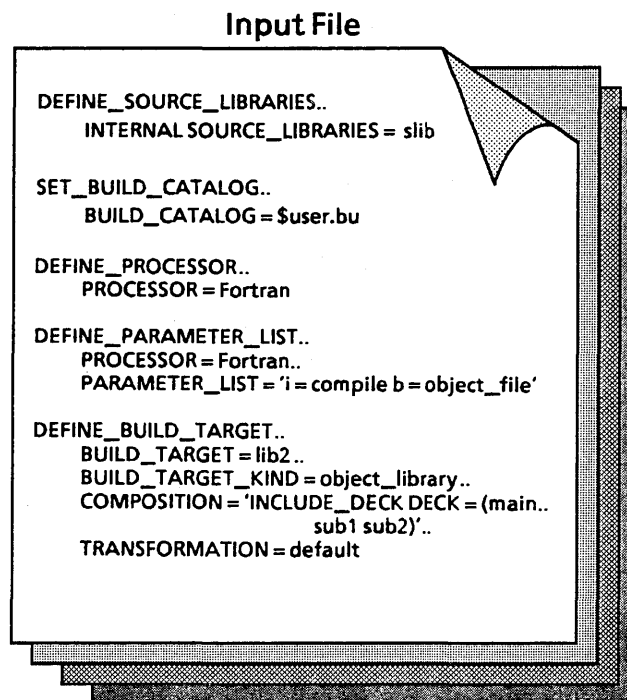 Input File
DEFINE_SOURCE_LIBRARIES..
INTERNAL SOURCE_LIBRARIES = slib
SET_BUILD_CATALOG..
BUILD_CATALOG = $user.bu
DEFINE_PROCESSOR..
PROCESSOR = Fortran
DEFINE_PARAMETER_LIST..
PROCESSOR = Fortran..
PARAMETER_LIST = 'i = compile b = object_file'
DEFINE_BUILD_TARGET..
BUILD_TARGET = lib2..
BUILD_TARGET_KIND = object_library..
COMPOSITION = 'INCLUDE_DECK DECK = (main..
sub1 sub2)'..
TRANSFORMATION = default